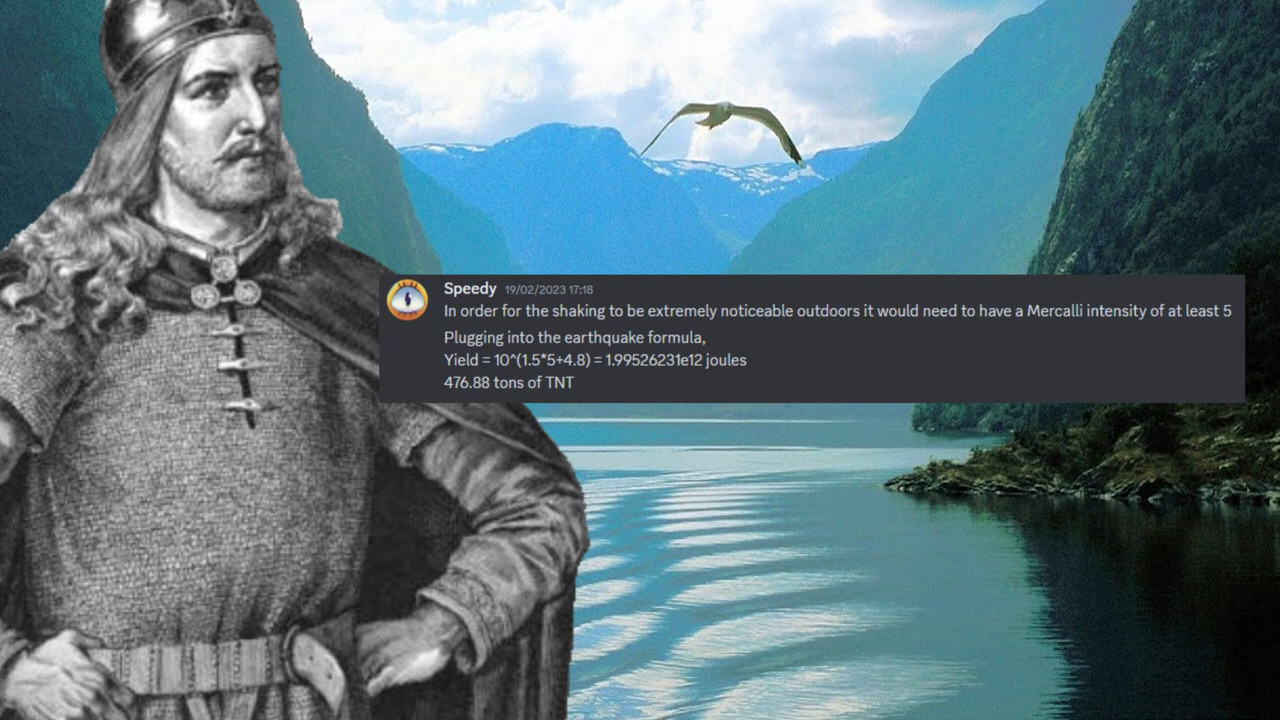 Speedy 19/02/2023 17:18
In order for the shaking to be extremely noticeable outdoors it would need to have a Mercalli intensity of at least 5
Plugging into the earthquake formula,
Yield = 10^(1.5*5+4.8) = 1.99526231e12 joules
476.88 tons of TNT